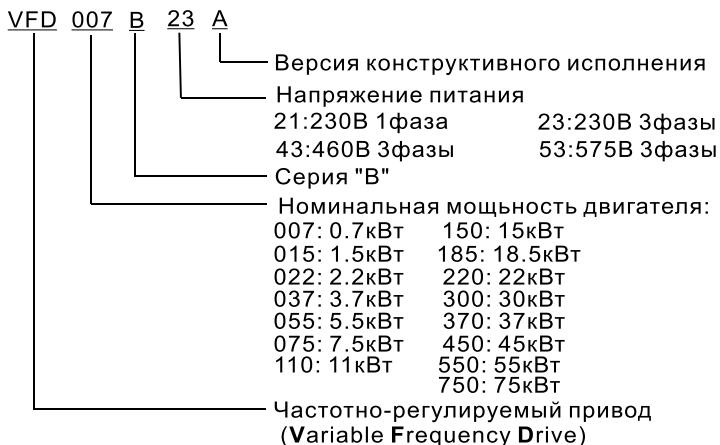 VFD 007 B 23 A
Версия конструктивного исполнения
Напряжение питания
21:230В 1фаза 23:230В 3фазы
43:460В 3фазы 53:575В 3фазы
Серия "В"
Номинальная мощьность двигателя:
007: 0.7кВт 150: 15кВт
015: 1.5кВт 185: 18.5кВт
022: 2.2кВт 220: 22кВт
037: 3.7кВт 300: 30кВт
055: 5.5кВт 370: 37кВт
075: 7.5кВт 450: 45кВт
110: 11кВт 550: 55кВт
750: 75кВт
Частотно-регулируемый привод
(Variable Frequency Drive)